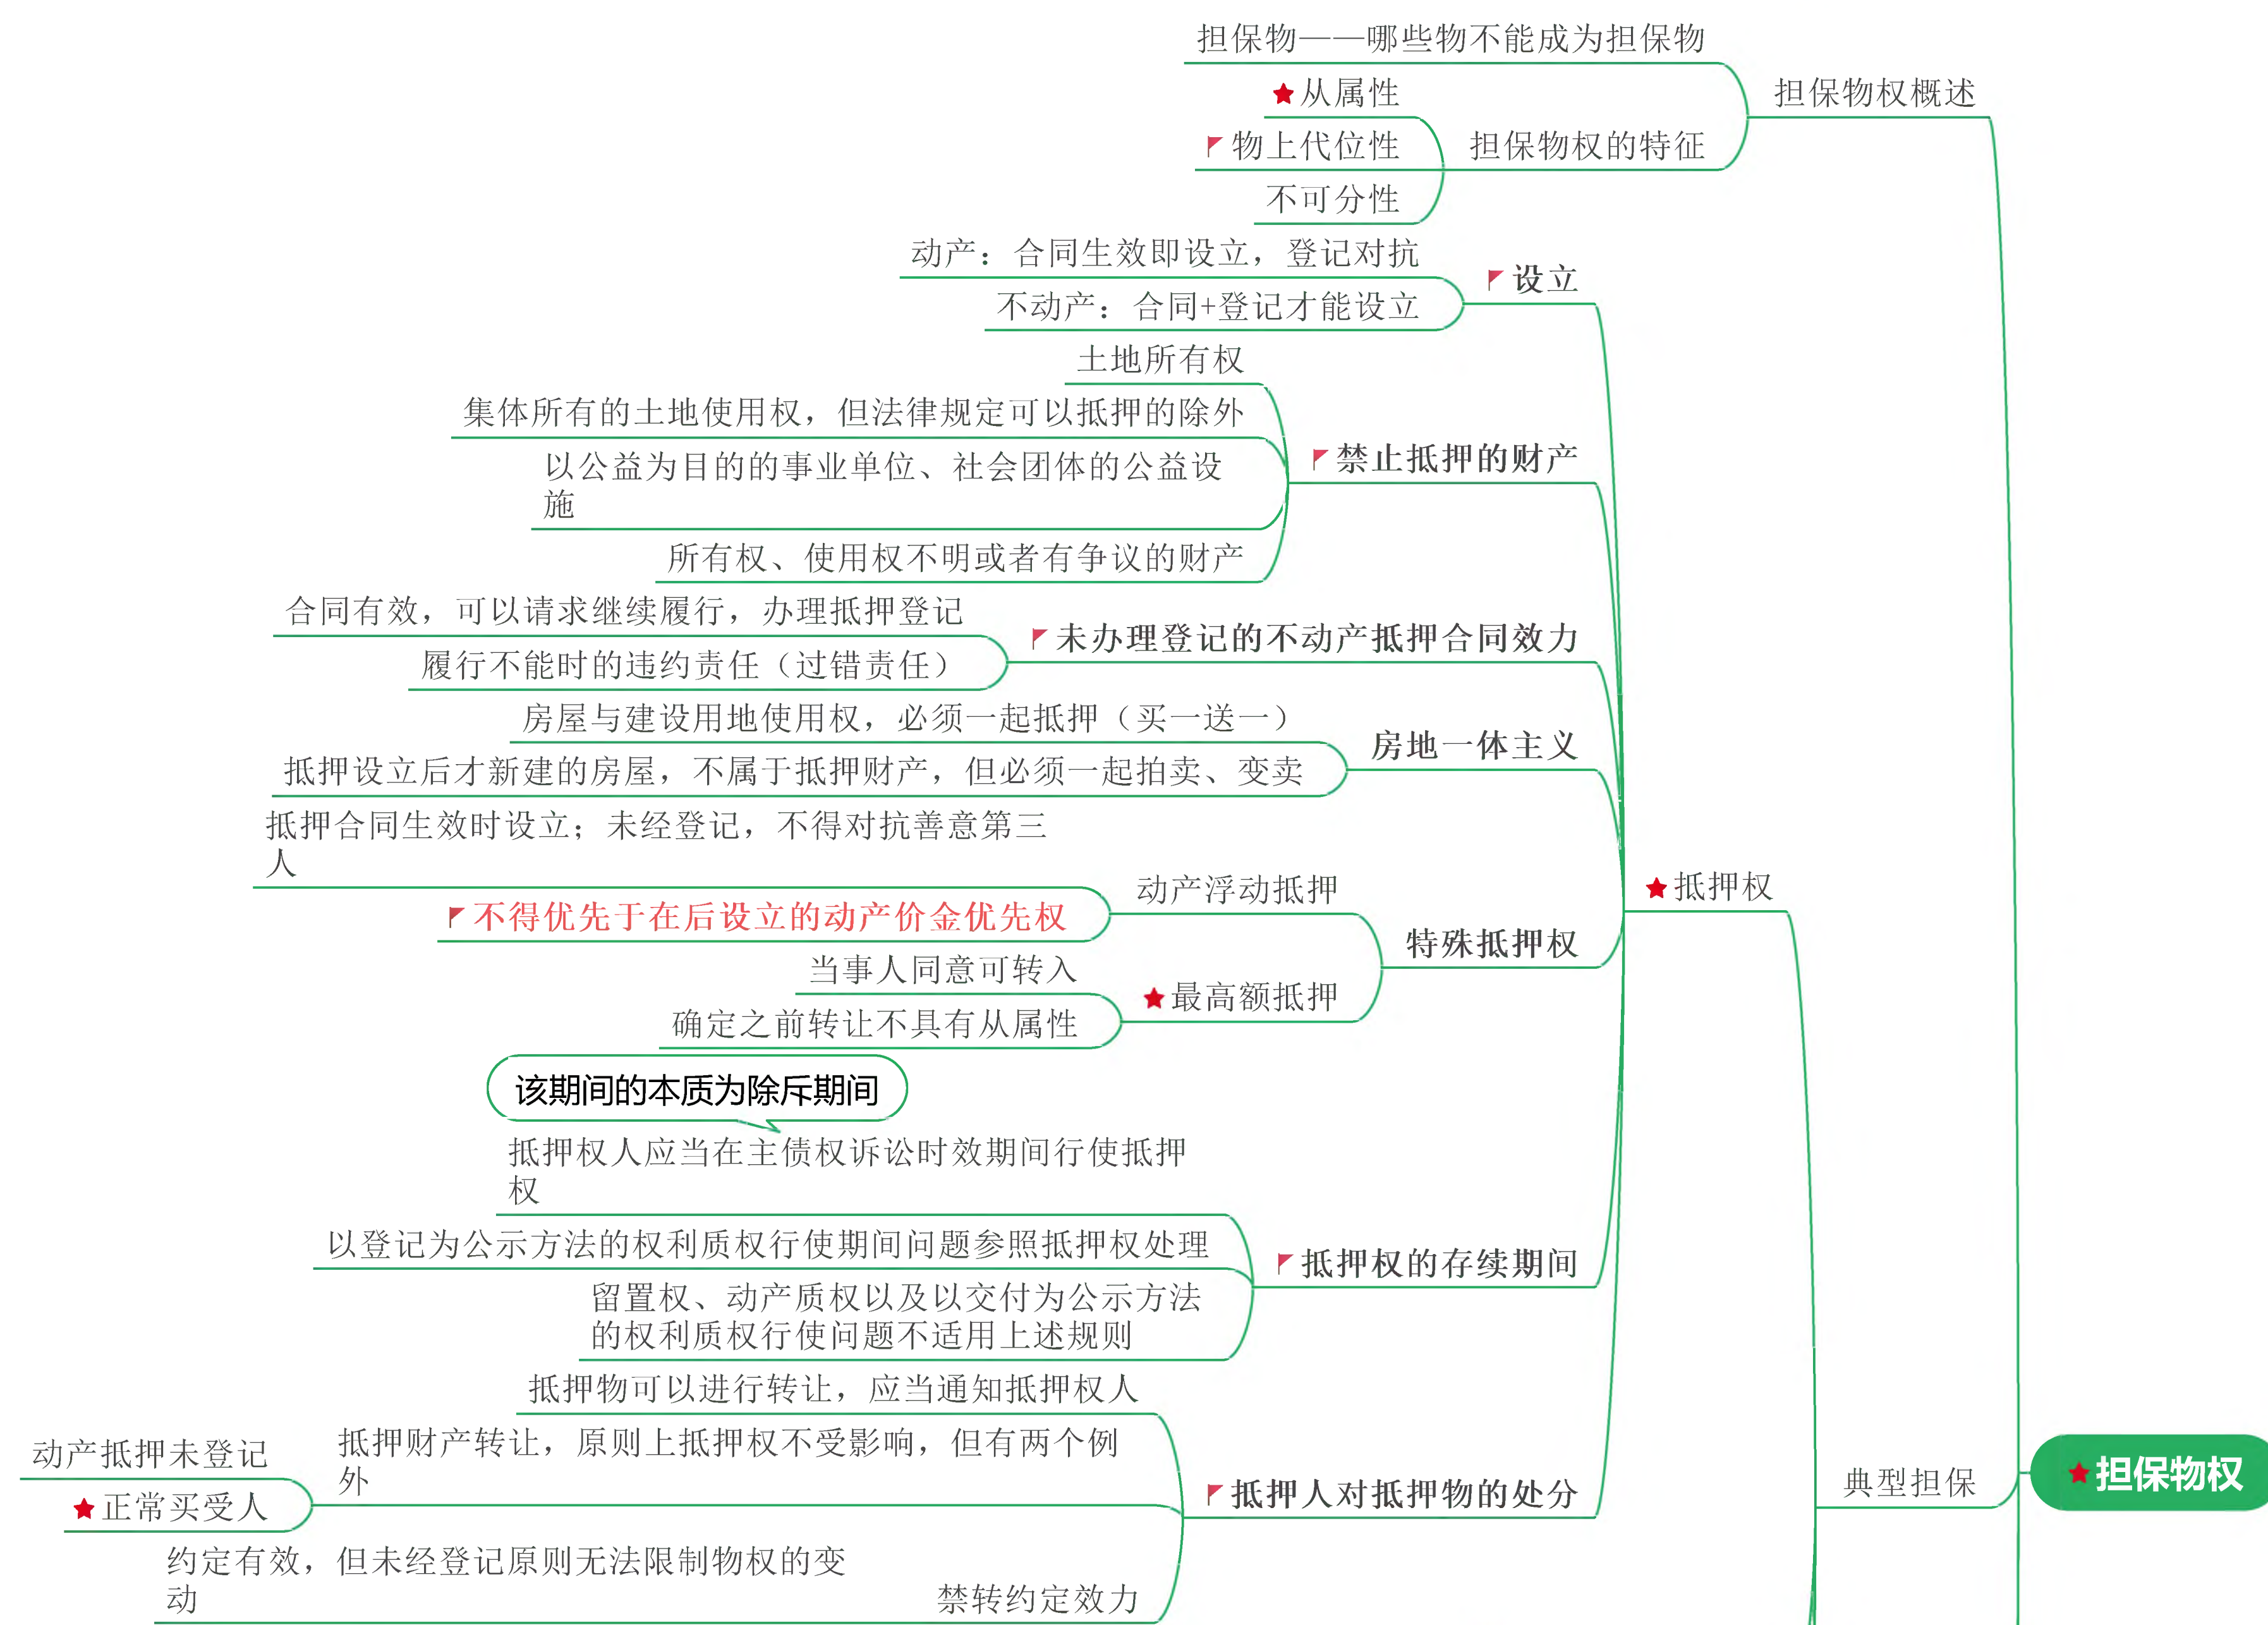 担保物——哪些物不能成为担保物
担保物权概述
从属性
物上代位性
担保物权的特征
不可分性
动产：合同生效即设立，登记对抗
设立
不动产：合同+登记才能设立
土地所有权
集体所有的土地使用权，但法律规定可以抵押的除外
禁止抵押的财产
以公益为目的的事业单位、社会团体的公益设
施
所有权、使用权不明或者有争议的财产
合同有效，可以请求继续履行，办理抵押登记
未办理登记的不动产抵押合同效力
履行不能时的违约责任（过错责任）
房屋与建设用地使用权，必须一起抵押（买一送一）
房地一体主义
抵押设立后才新建的房屋，不属于抵押财产，但必须一起拍卖、变卖
抵押合同生效时设立；未经登记，不得对抗善意第三
人
动产浮动抵押
抵押权
不得优先于在后设立的动产价金优先权
特殊抵押权
当事人同意可转入
最高额抵押
确定之前转让不具有从属性
该期间的本质为除斥期间
抵押权人应当在主债权诉讼时效期间行使抵押
权
以登记为公示方法的权利质权行使期间问题参照抵押权处理
抵押权的存续期间
留置权、动产质权以及以交付为公示方法
的权利质权行使问题不适用上述规则
抵押物可以进行转让，应当通知抵押权人
动产抵押未登记
抵押财产转让，原则上抵押权不受影响，但有两个例
外
正常买受人
抵押人对抵押物的处分
典型担保
担保物权
约定有效，但未经登记原则无法限制物权的变
动
禁转约定效力